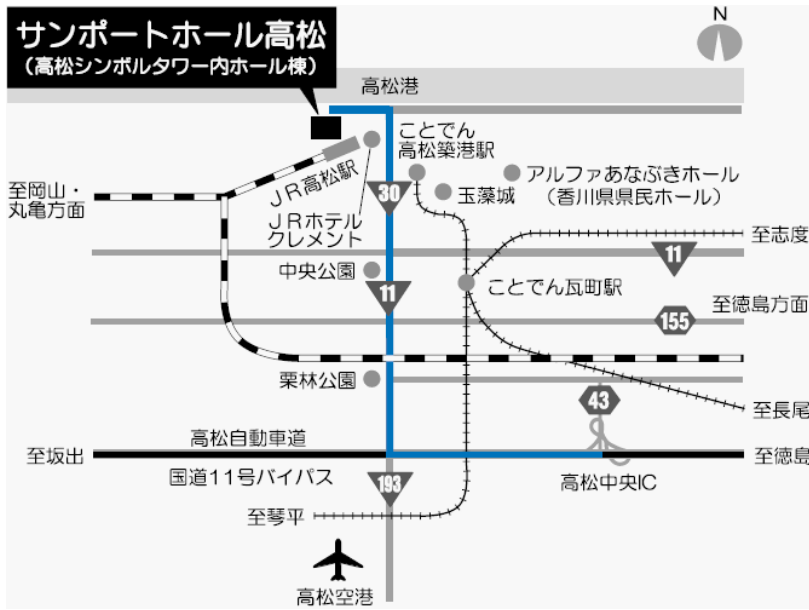 サンポートホール高松
（高松シンボルタワー内ホール棟）
N
高松港
ことでん
高松築港駅
アルファあなぶきホール
（香川県県民ホール）
玉藻城
JR高松駅
30
至岡山・
丸亀方面
JRホテル
クレメント
至志度
11
中央公園
11
ことでん瓦町駅
至徳島方面
155
栗林公園
43
至長尾
高松自動車道
至坂出
至徳島
国道11号バイパス
193
高松中央IC
至琴平
高松空港